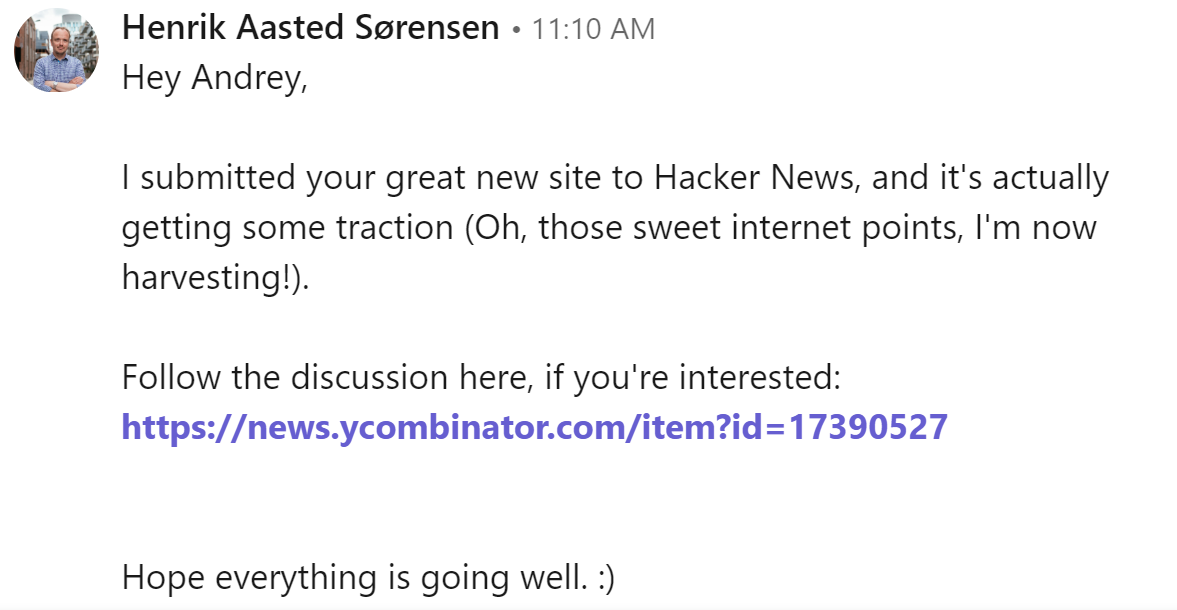 Henrik Aasted Sørensen • 11:10 AM
Hey Andrey,
I submitted your great new site to Hacker News, and it's actually
getting some traction (Oh, those sweet internet points, I'm now
harvesting!).
Follow the discussion here, if you're interested:
https://news.ycombinator.com/item?id=17390527
Hope everything is going well. :)